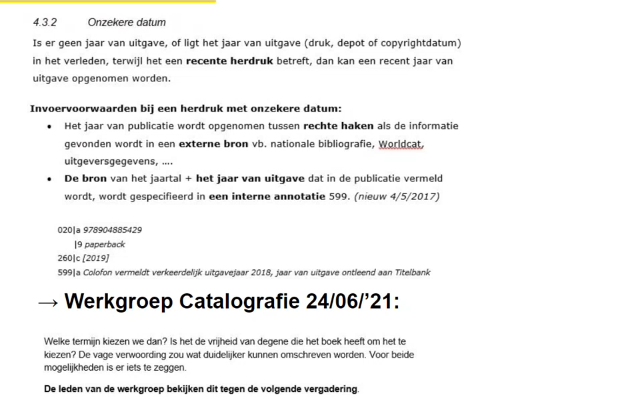 4.3.2 Onzekere datum
Is er geen jaar van uitgave, of ligt het jaar van uitgave (druk, depot of copyrightdatum)
in het verleden, terwijl het een recente herdruk betreft, dan kan een recent jaar van
uitgave opgenomen worden.
Invoervoorwaarden bij een herdruk met onzekere datum:
• Het jaar van publicatie wordt opgenomen tussen rechte haken als de informatie
gevonden wordt in een externe bron vb. nationale bibliografie, Worldcat,
uitgeversgegevens, ....
• De bron van het jaartal + het jaar van uitgave dat in de publicatie vermeld
wordt, wordt gespecifieerd in een interne annotatie 599. (nieuw 4/5/2017)
020|a 978904885429
|9 paperback
260|c [2019]
599|a Colofon vermeldt verkeerdelijk uitgavejaar 2018, jaar van uitgave ontleend aan Titelbank
→ Werkgroep Catalografie 24/06/'21:
Welke termijn kiezen we dan? Is het de vrijheid van degene die het boek heeft om het te
kiezen? De vage verwoording zou wat duidelijker kunnen omschreven worden. Voor beide
mogelijkheden is er iets te zeggen.
De leden van de werkgroep bekijken dit tegen de volgende vergadering.